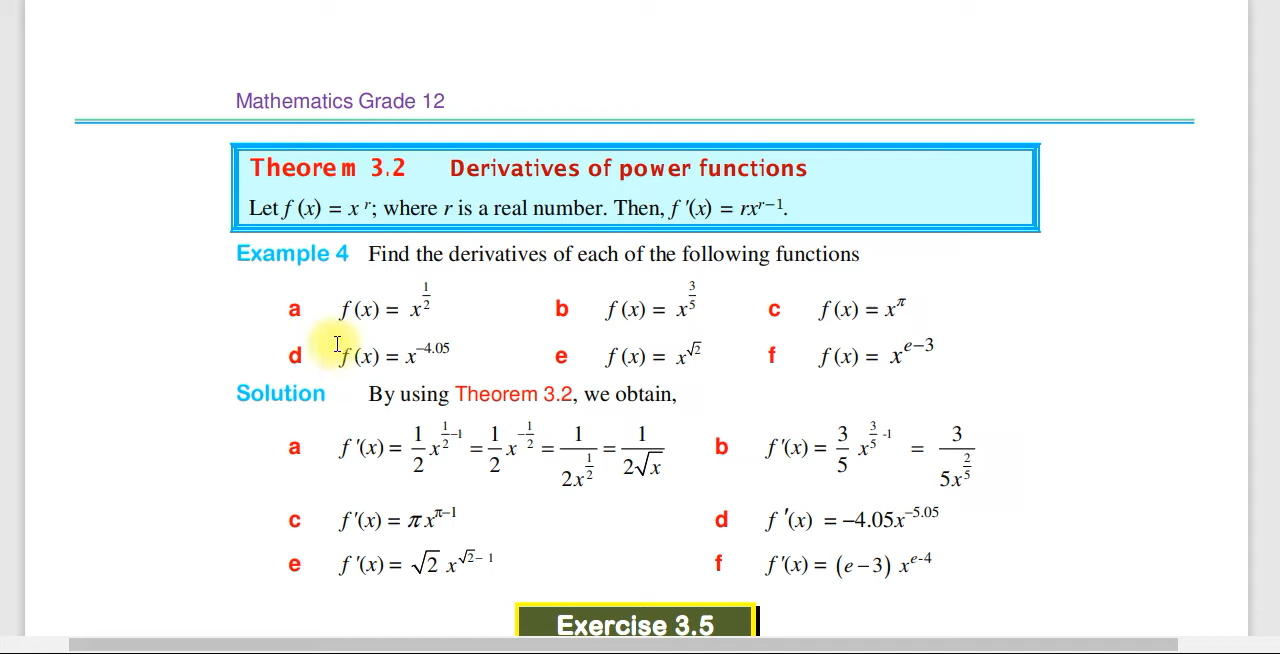 Mathematics Grade 12
Theorem 3.2 Derivatives of power functions
Let f (x) = x^r; where r is a real number. Then, f ′(x) = rx^(r−1).
Example 4 Find the derivatives of each of the following functions
a f (x) = x^(1/2) b f (x) = x^(3/5) c f (x) = x^π
d f (x) = x^(−4.05) e f (x) = x^(√2) f f (x) = x^(e−3)
Solution By using Theorem 3.2, we obtain,
a f ′(x) = 1/2 x^(1/2−1) = 1/2 x^(−1/2) = 1/(2x^(1/2)) = 1/(2√x) b f ′(x) = 3/5 x^(3/5 -1) = 3/(5x^(2/5))
c f ′(x) = π x^(π−1) d f ′(x) = −4.05x^(−5.05)
e f ′(x) = √2 x^(√2− 1) f f ′(x) = (e − 3) x^(e-4)
Exercise 3.5